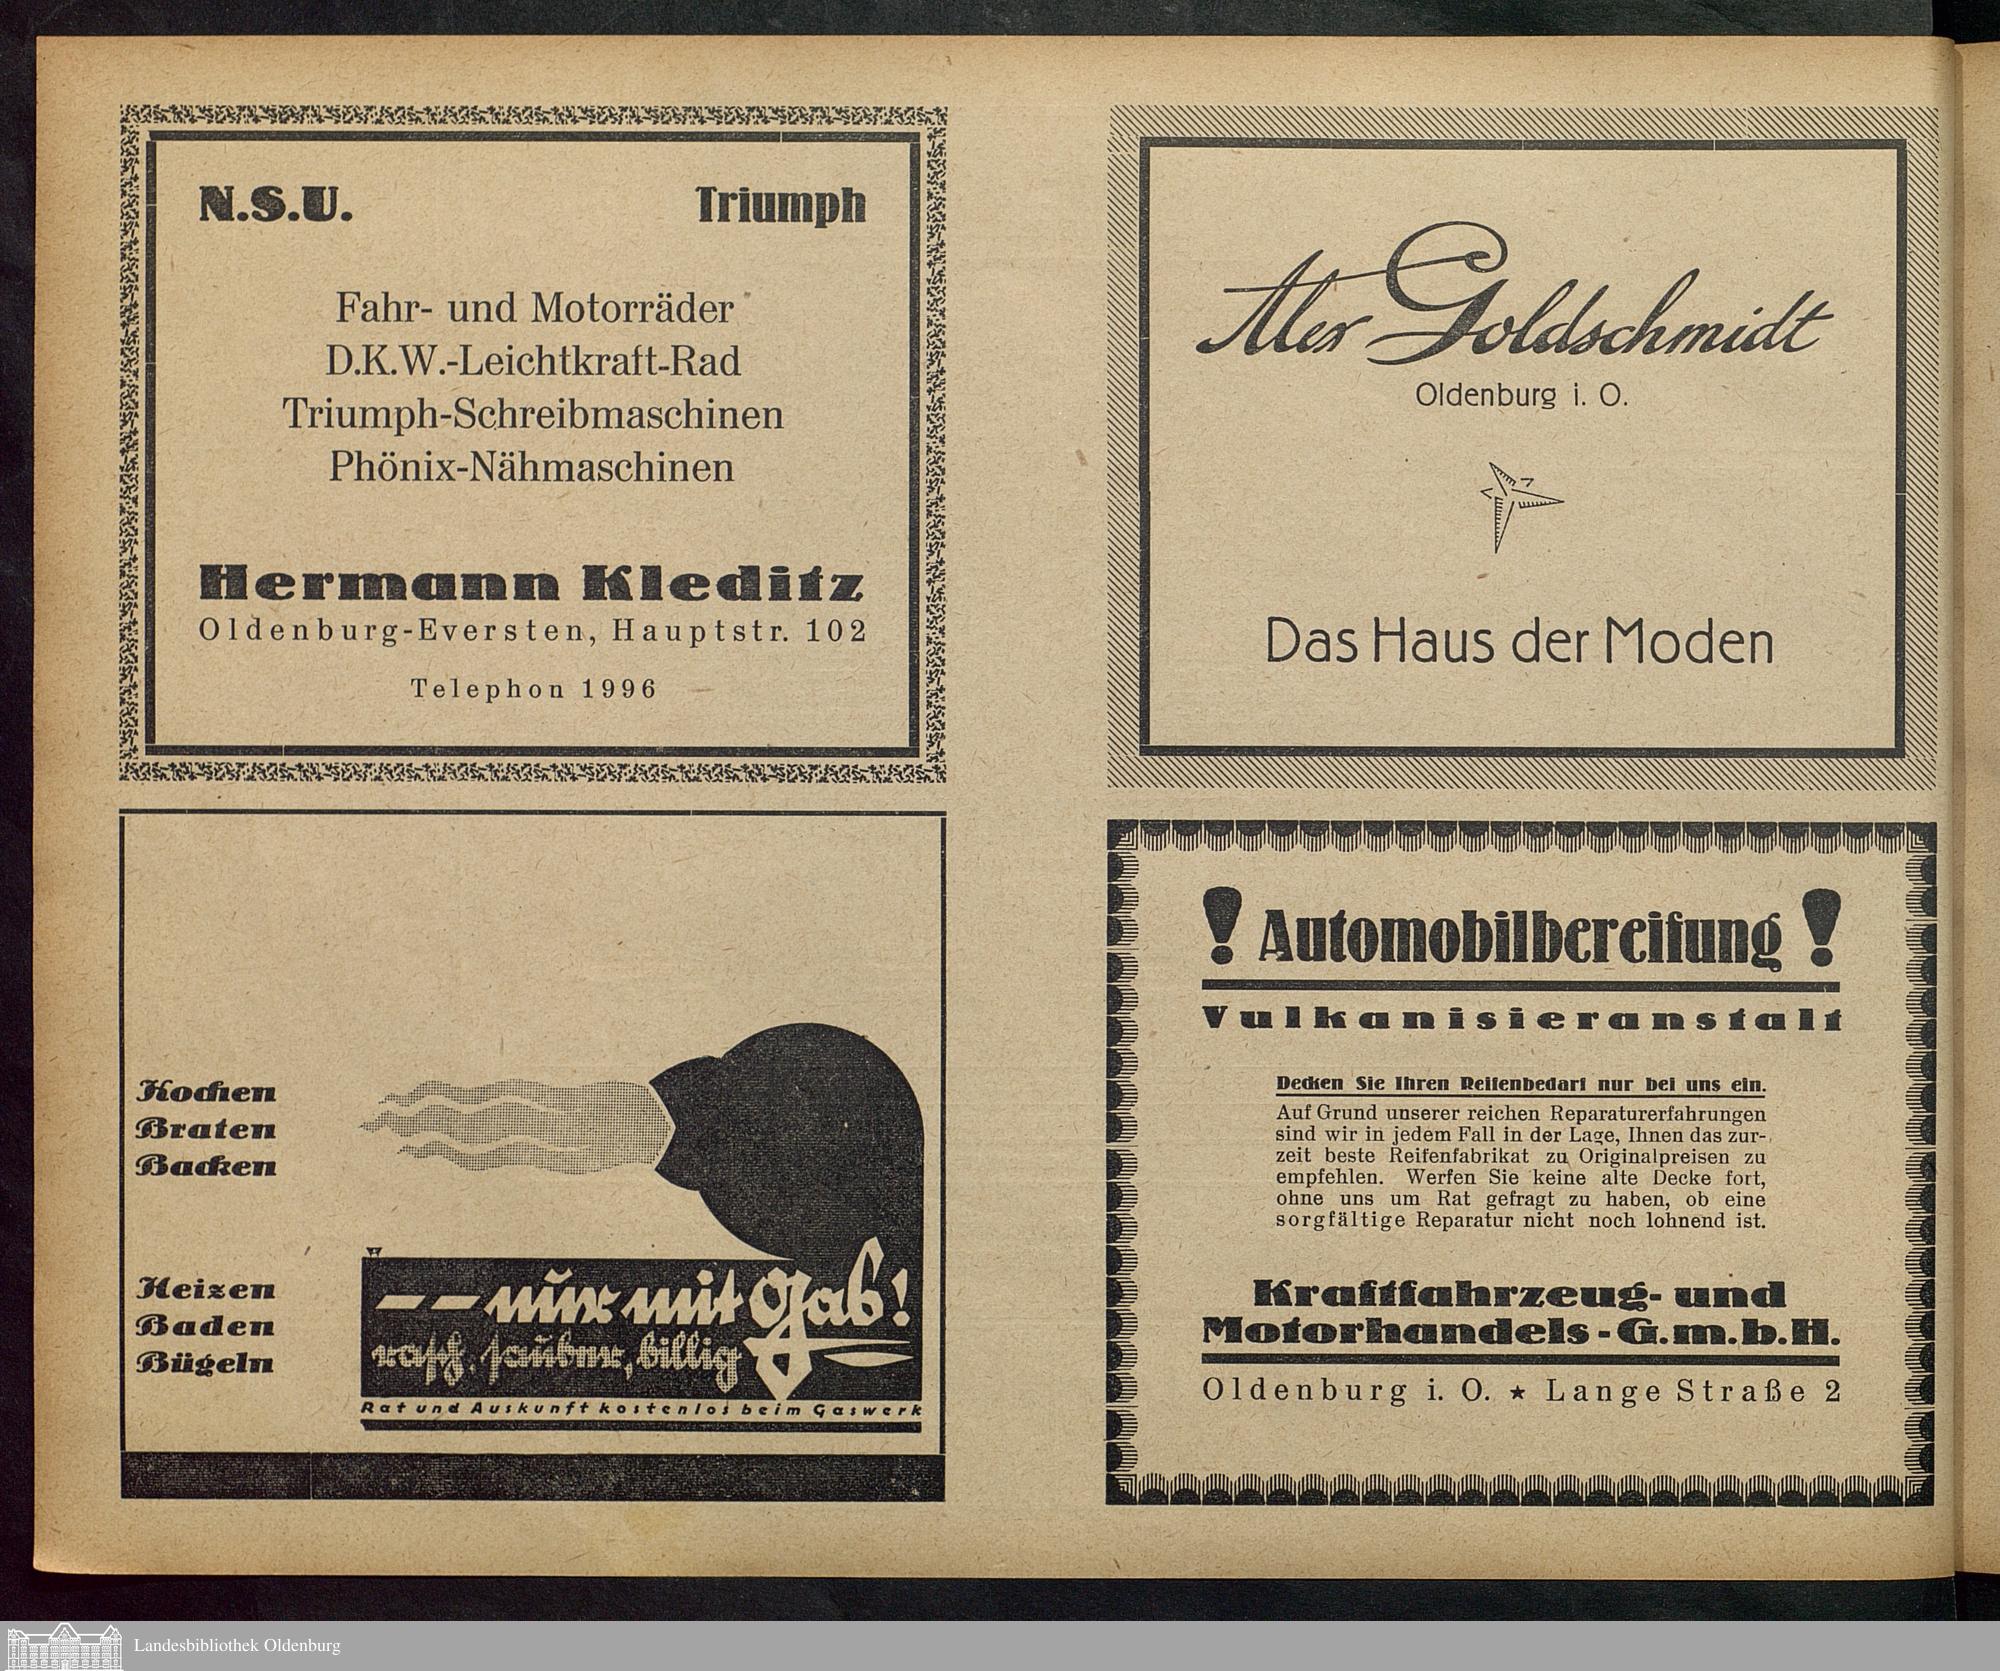 N.S.U. Triumph
Fahr- und Motorräder
D.K.W.-Leichtkraft-Rad
Triumph-Schreibmaschinen
Phönix-Nähmaschinen
Hermann Kleditz
Oldenburg-Eversten, Hauptstr. 102
Telephon 1996
Alex Goldschmidt
Oldenburg i. O.
Das Haus der Moden
Kochen
Braten
Backen
Heizen
Baden
Bügeln
— — nur mit Gas!
rasch, sauber, billig
Rat und Auskunft kostenlos beim Gaswerk
! Automobilbereifung !
Vulkanisieranstalt
Decken Sie Ihren Reifenbedarf nur bei uns ein.
Auf Grund unserer reichen Reparaturerfahrungen
sind wir in jedem Fall in der Lage, Ihnen das zur-
zeit beste Reifenfabrikat zu Originalpreisen zu
empfehlen. Werfen Sie keine alte Decke fort,
ohne uns um Rat gefragt zu haben, ob eine
sorgfältige Reparatur nicht noch lohnend ist.
Kraftfahrzeug- und
Motorhandels-G.m.b.H.
Oldenburg i. O. ★ Lange Straße 2
Landesbibliothek Oldenburg